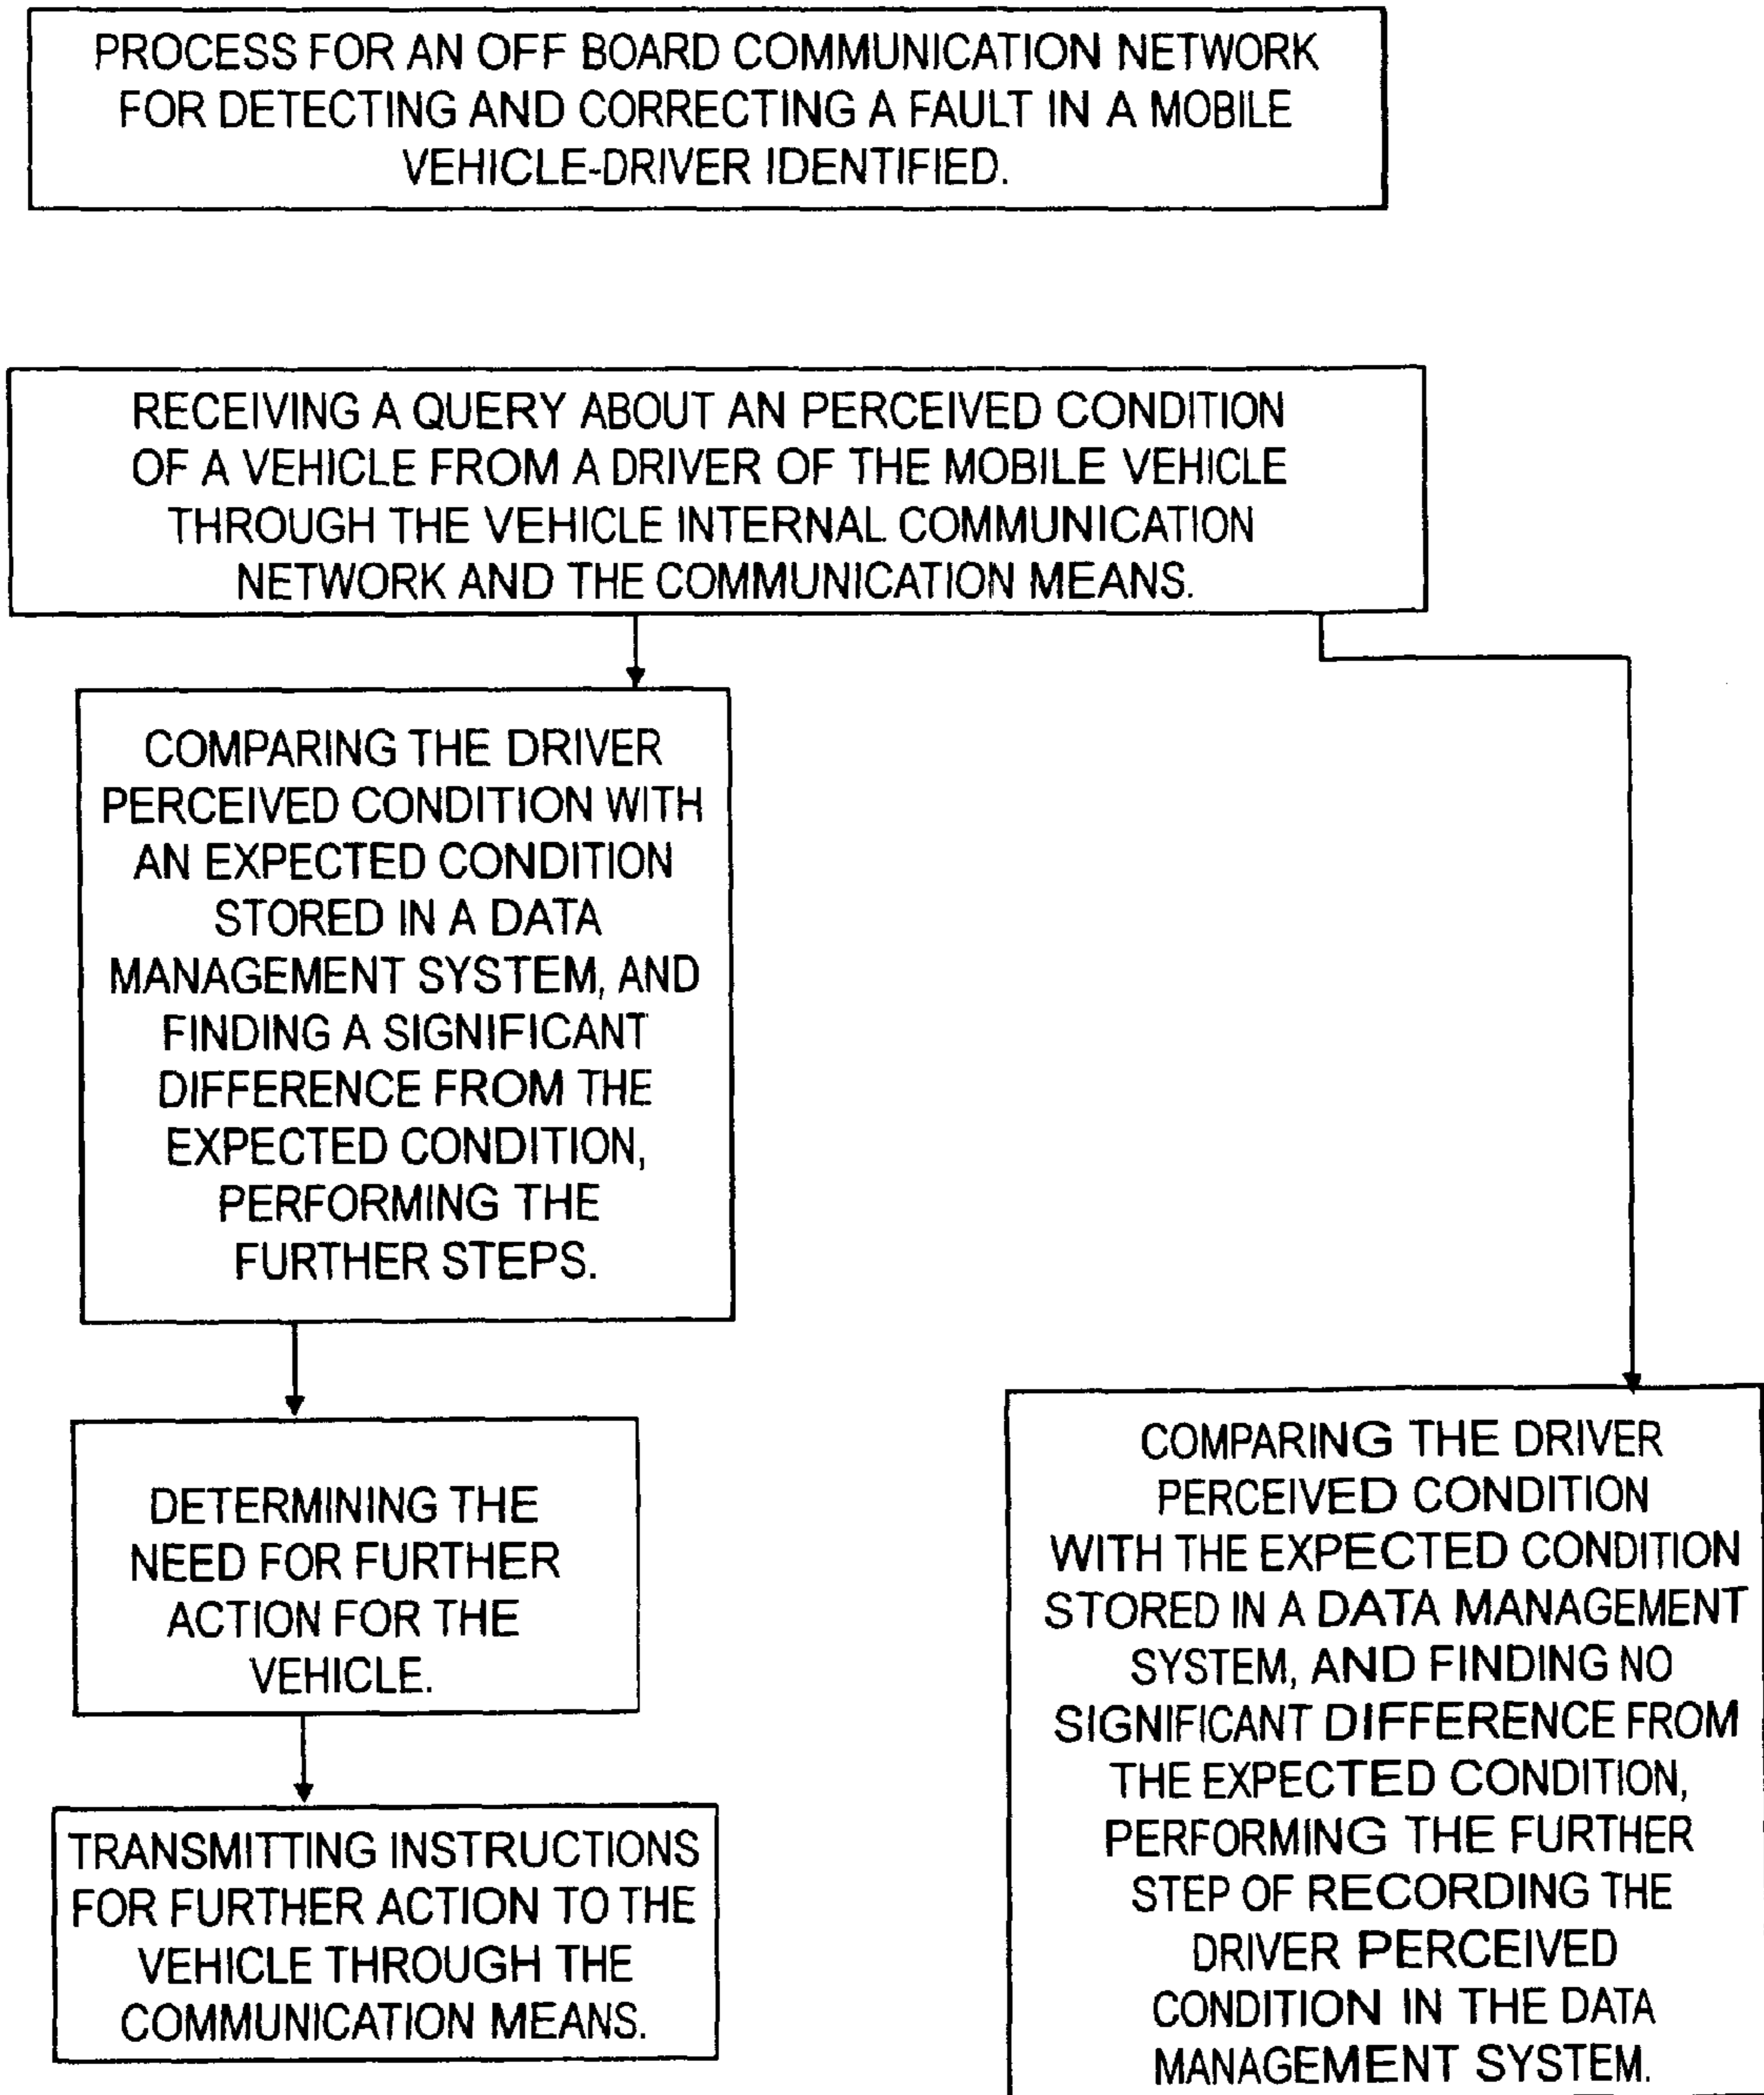 PROCESS FOR AN OFF BOARD COMMUNICATION NETWORK
FOR DETECTING AND CORRECTING A FAULT IN A MOBILE
VEHICLE-DRIVER IDENTIFIED.
RECEIVING A QUERY ABOUT AN PERCEIVED CONDITION
OF A VEHICLE FROM A DRIVER OF THE MOBILE VEHICLE
THROUGH THE VEHICLE INTERNAL COMMUNICATION
NETWORK AND THE COMMUNICATION MEANS.
COMPARING THE DRIVER
PERCEIVED CONDITION WITH
AN EXPECTED CONDITION
STORED IN A DATA
MANAGEMENT SYSTEM, AND
FINDING A SIGNIFICANT
DIFFERENCE FROM THE
EXPECTED CONDITION,
PERFORMING THE
FURTHER STEPS.
DETERMINING THE
NEED FOR FURTHER
ACTION FOR THE
VEHICLE.
TRANSMITTING INSTRUCTIONS
FOR FURTHER ACTION TO THE
VEHICLE THROUGH THE
COMMUNICATION MEANS.
COMPARING THE DRIVER
PERCEIVED CONDITION
WITH THE EXPECTED CONDITION
STORED IN A DATA MANAGEMENT
SYSTEM, AND FINDING NO
SIGNIFICANT DIFFERENCE FROM
THE EXPECTED CONDITION,
PERFORMING THE FURTHER
STEP OF RECORDING THE
DRIVER PERCEIVED
CONDITION IN THE DATA
MANAGEMENT SYSTEM.